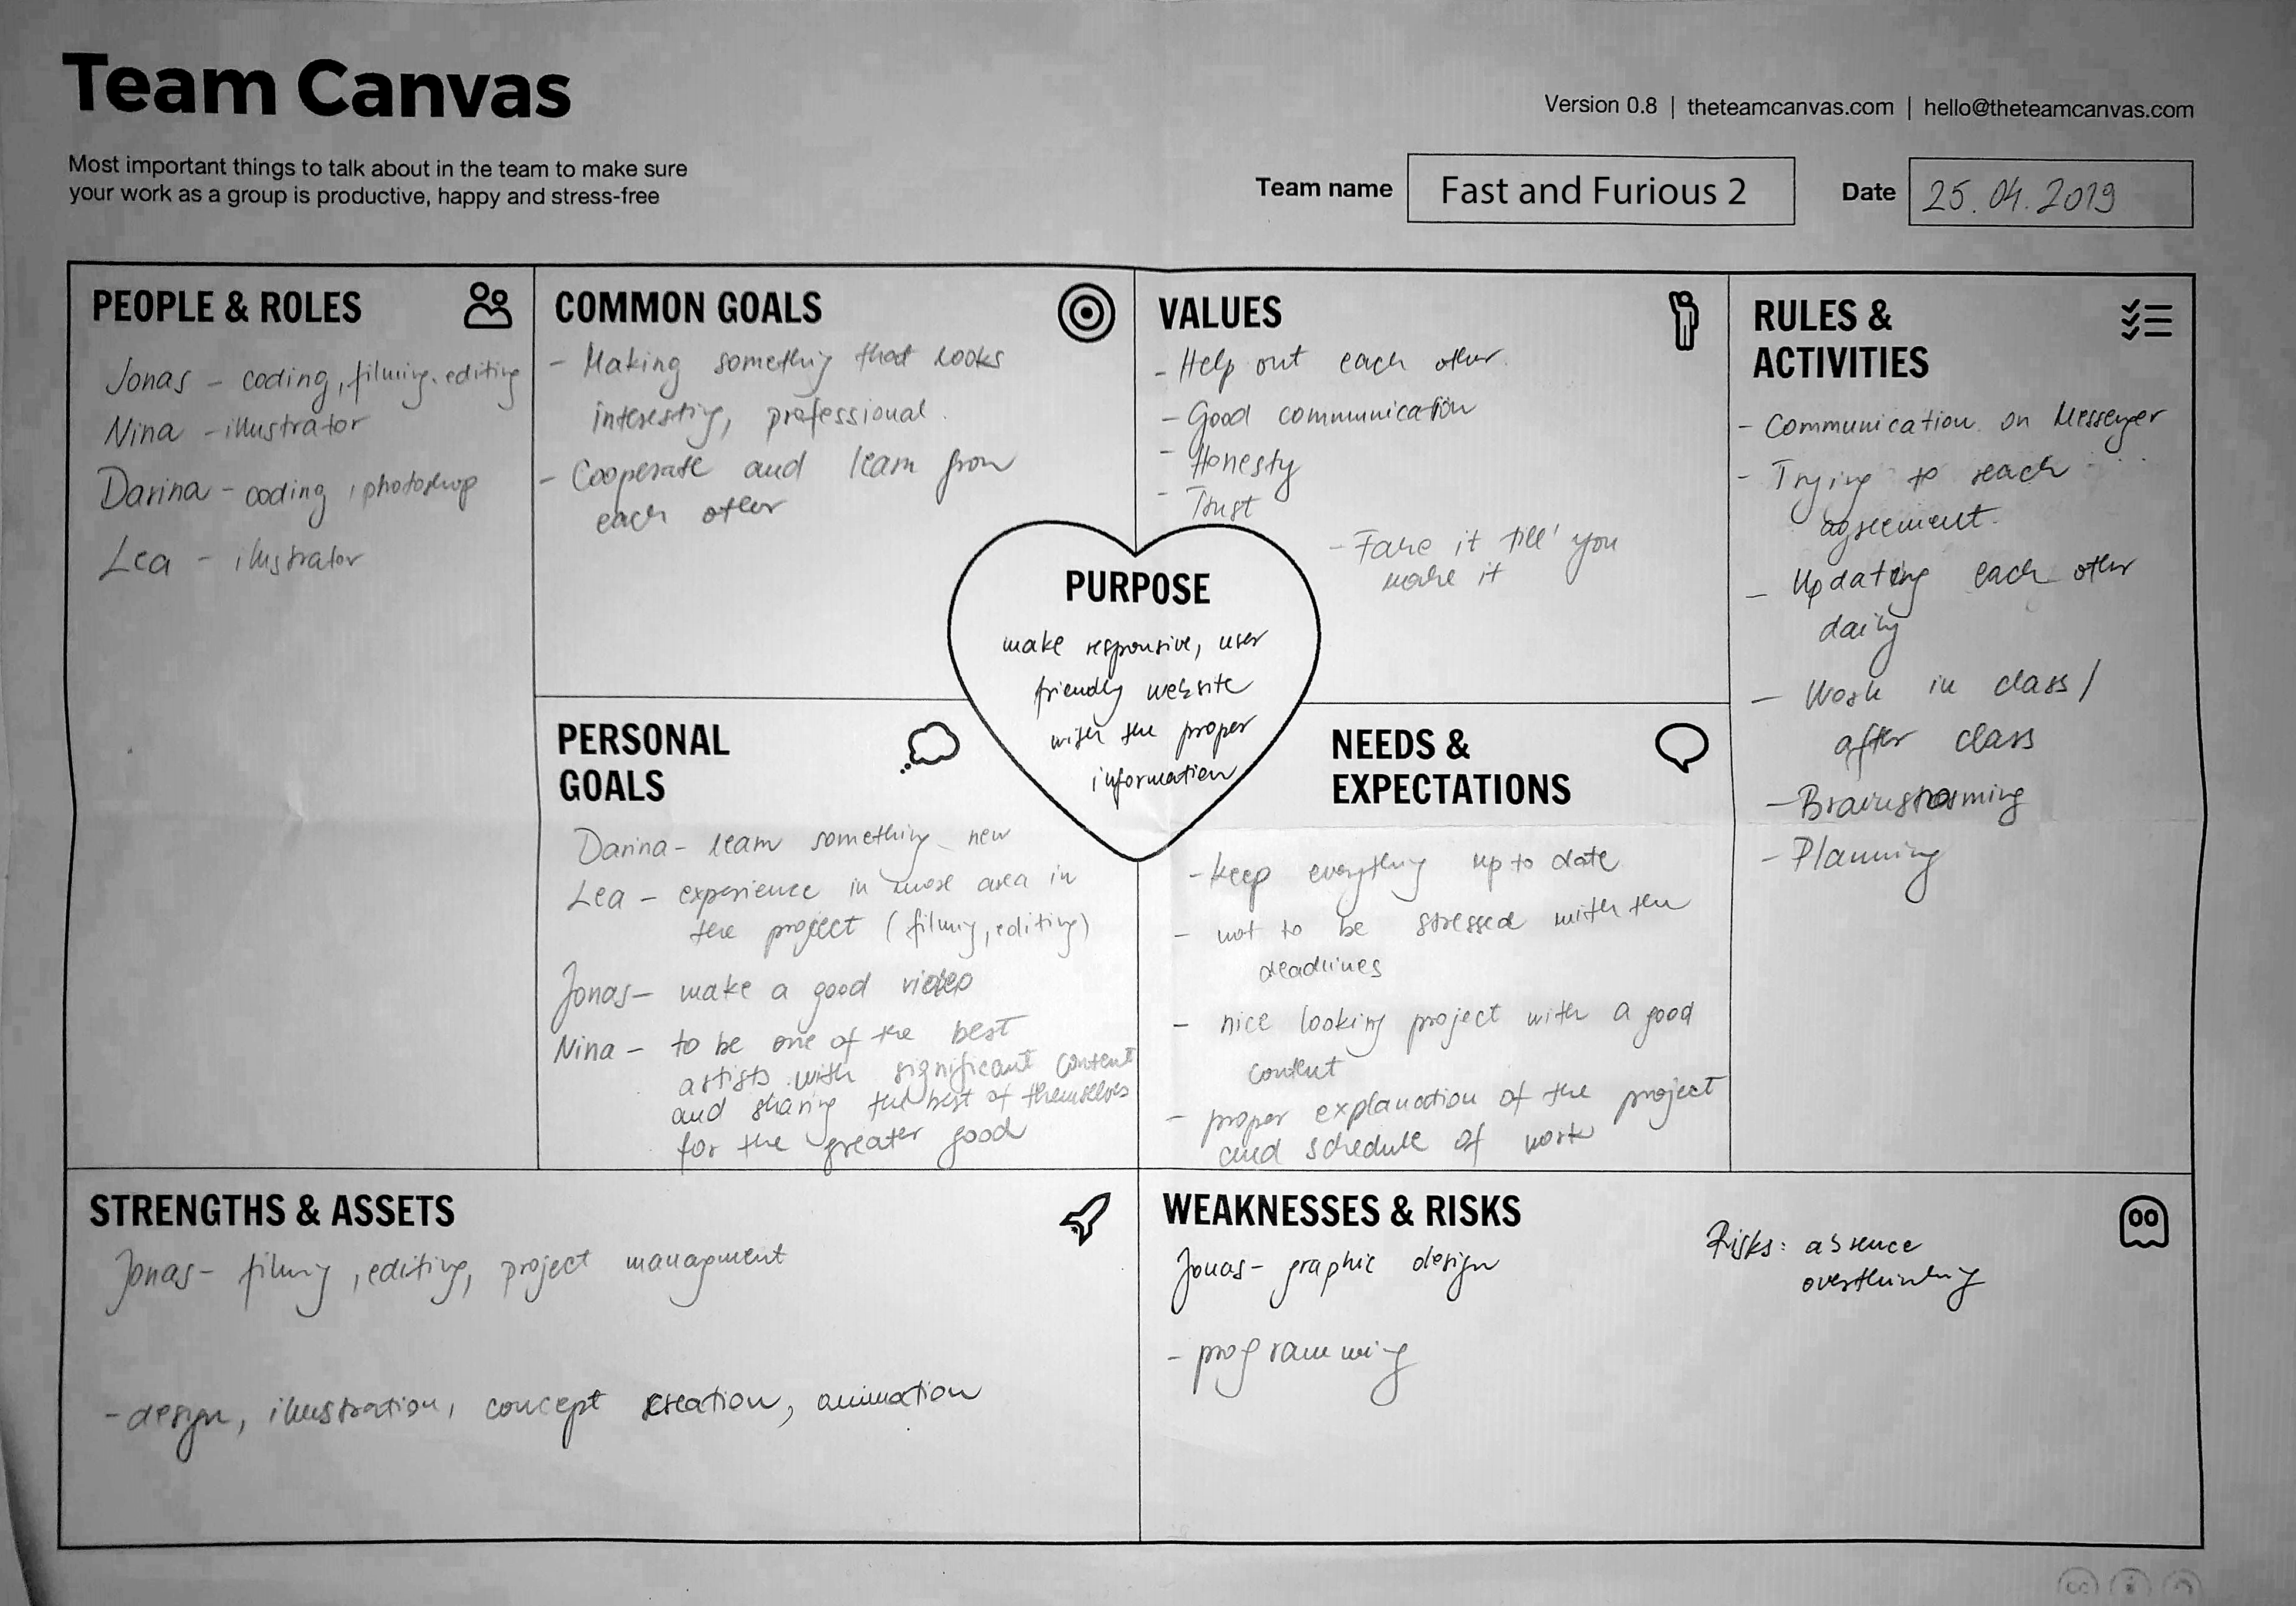 Team Canvas
Version 0.8 | theteamcanvas.com | hello@theteamcanvas.com
Most important things to talk about in the team to make sure
your work as a group is productive, happy and stress-free
Team name
Fast and Furious 2
Date
25.04.2019
PEOPLE & ROLES
Jonas - coding, filming, editing
Nina - illustrator
Darina - coding, photoshop
Lea - illustrator
COMMON GOALS
- Making something that looks
interesting, professional.
- Cooperate and learn from
each other
VALUES
- Help out each other.
- Good communication
- Honesty
- Trust
- Fake it till' you
make it
RULES &
ACTIVITIES
- Communication on Messenger
- Trying to reach
agreement.
- Updating each other
daily
- Work in class/
after class
- Brainstorming
- Planning
PURPOSE
make responsive, user
friendly website
with the proper
information
PERSONAL
GOALS
Darina - learn something new
Lea - experience in more area in
the project (filming, editing)
Jonas - make a good video
Nina - to be one of the best
artists with significant content
and sharing the best of themselves
for the greater good
NEEDS &
EXPECTATIONS
- keep everything up to date
- not to be stressed with the
deadlines
- nice looking project with a good
content
- proper explanation of the project
and schedule of work
STRENGTHS & ASSETS
Jonas - filming, editing, project managment
- design, illustration, concept creation, animation
WEAKNESSES & RISKS
Jonas - graphic design
- programming
Risks: absence
overthinking
cc